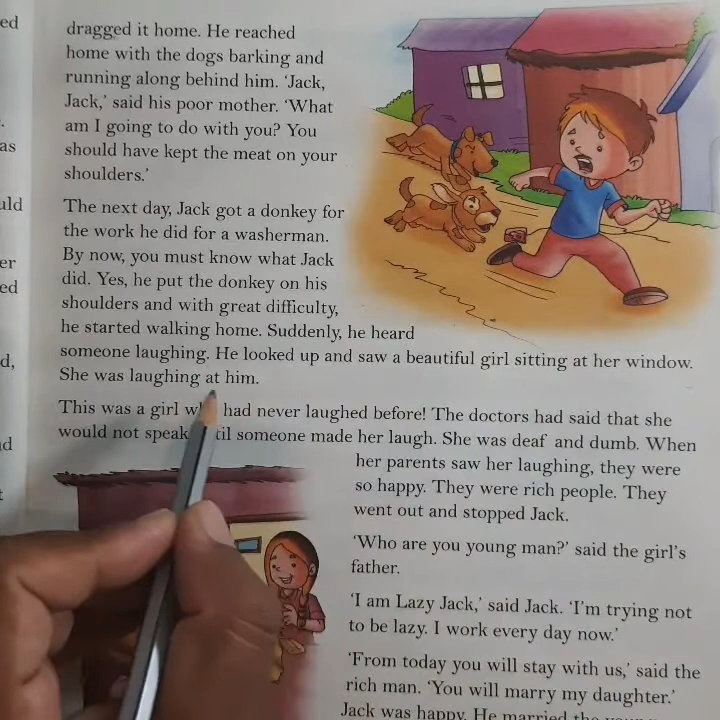 ed
as
uld
er
ed
d,
dragged it home. He reached
home with the dogs barking and
running along behind him. ‘Jack,
Jack,’ said his poor mother. ‘What
am I going to do with you? You
should have kept the meat on your
shoulders.’
The next day, Jack got a donkey for
the work he did for a washerman.
By now, you must know what Jack
did. Yes, he put the donkey on his
shoulders and with great difficulty,
he started walking home. Suddenly, he heard
someone laughing. He looked up and saw a beautiful girl sitting at her window.
She was laughing at him.
This was a girl had never laughed before! The doctors had said that she
would not speak someone made her laugh. She was deaf and dumb. When
her parents saw her laughing, they were
so happy. They were rich people. They
went out and stopped Jack.
‘Who are you young man?’ said the girl’s
father.
‘I am Lazy Jack,’ said Jack. ‘I’m trying not
to be lazy. I work every day now.’
‘From today you will stay with us,’ said the
rich man. ‘You will marry my daughter.’
Jack was happy. He married the